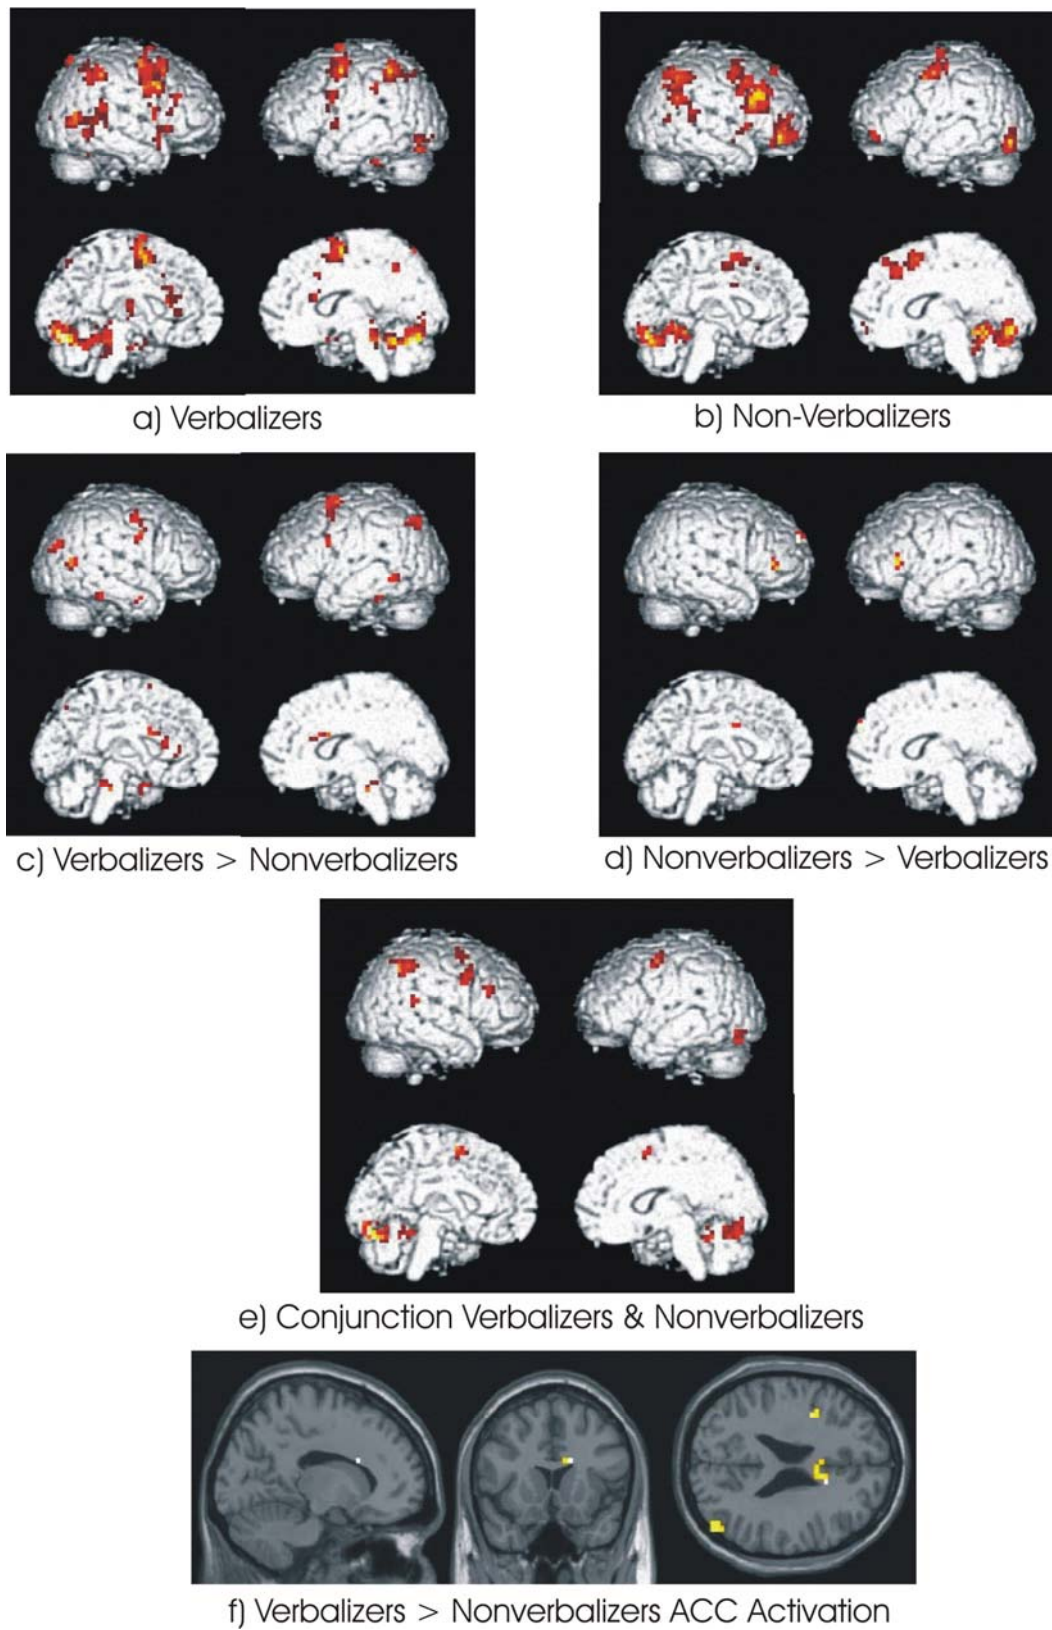 a) Verbalizers
b) Non-Verbalizers
c) Verbalizers > Nonverbalizers
d) Nonverbalizers > Verbalizers
e) Conjunction Verbalizers & Nonverbalizers
f) Verbalizers > Nonverbalizers ACC Activation